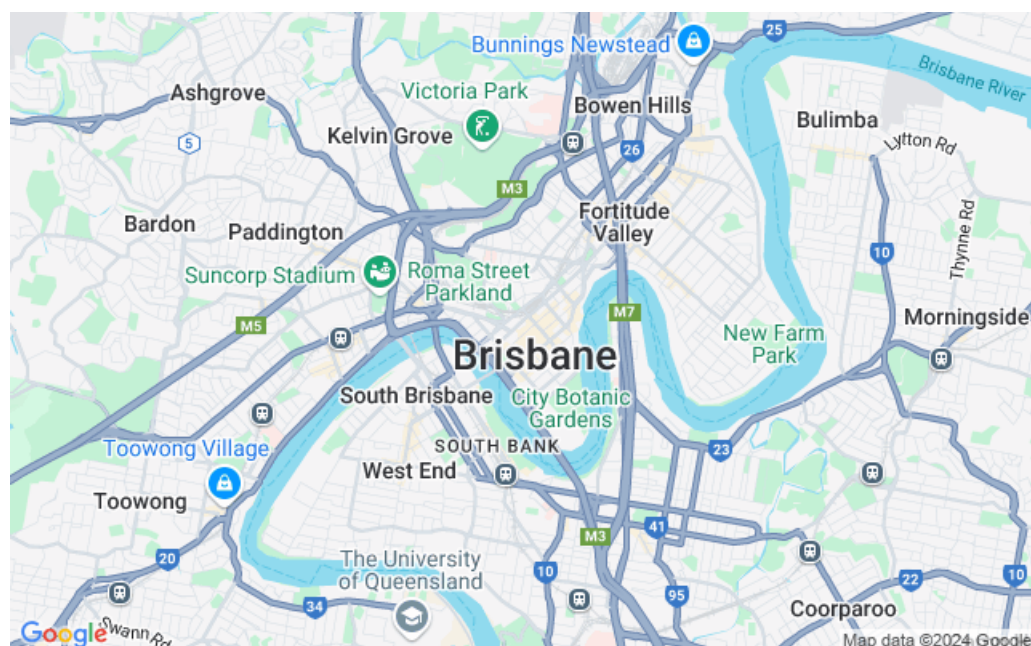 25
Bunnings Newstead
Brisbane River
Ashgrove
Victoria Park
Bowen Hills
Bulimba
Kelvin Grove
5
26
Lytton Rd
M3
Bardon
Paddington
Fortitude
Valley
Thynne Rd
10
Suncorp Stadium
Roma Street
Parkland
M5
M7
New Farm
Park
Morningside
Brisbane
South Brisbane
City Botanic
Gardens
Toowong Village
SOUTH BANK
23
West End
Toowong
41
M3
20
The University
of Queensland
10
22
10
34
95
Coorparoo
Swann Rd
Google
Map data ©2024 Google